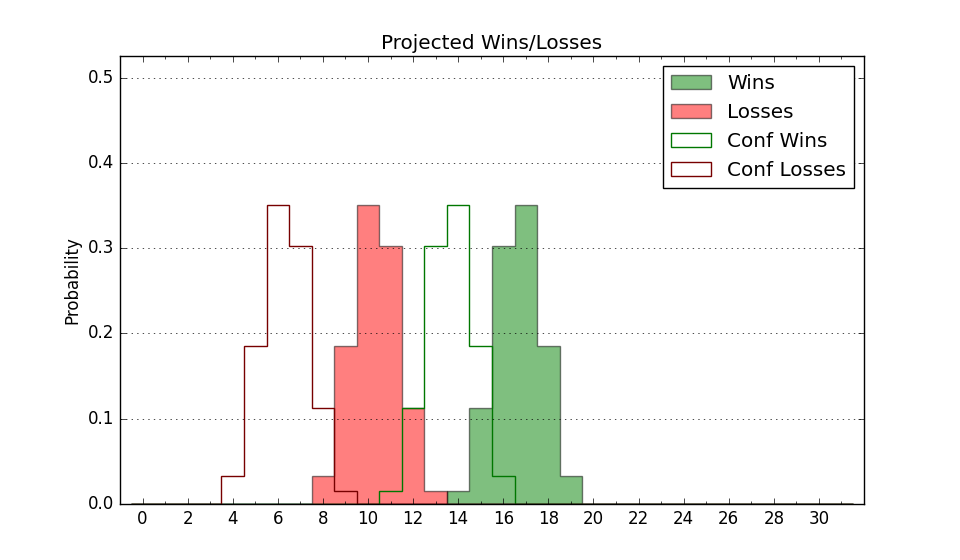 Projected Wins/Losses
Probability
0.5
0.4
0.3
0.2
0.1
0.0
0 2 4 6 8 10 12 14 16 18 20 22 24 26 28 30
Wins
Losses
Conf Wins
Conf Losses